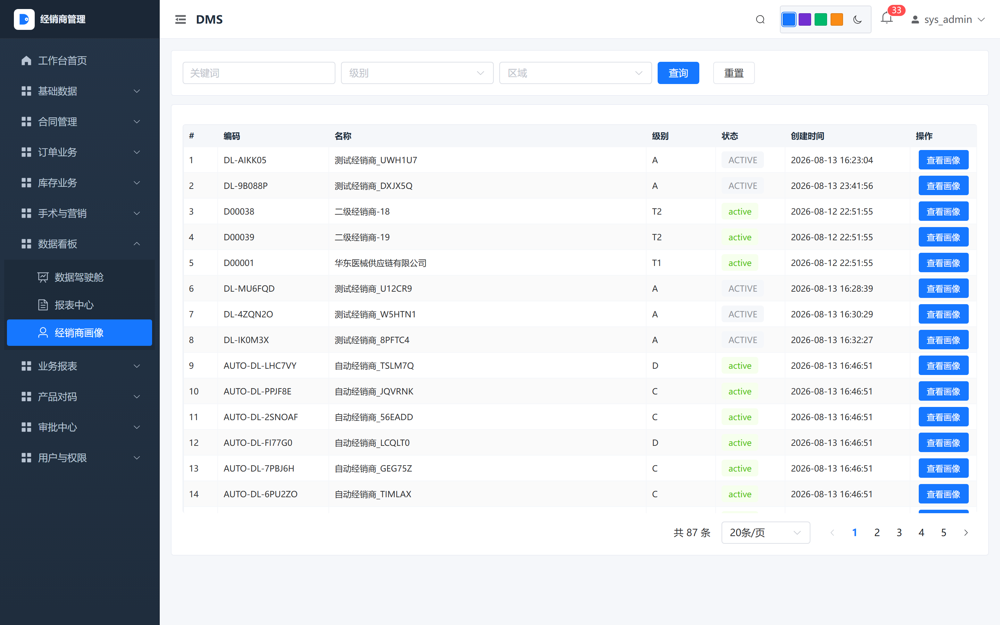 经销商管理
DMS
33
sys_admin
工作台首页
基础数据
合同管理
订单业务
库存业务
手术与营销
数据看板
数据驾驶舱
报表中心
经销商画像
业务报表
产品对码
审批中心
用户与权限
关键词 级别 区域 查询 重置
# 编码 名称 级别 状态 创建时间 操作
1 DL-AIKK05 测试经销商_UWH1U7 A ACTIVE 2026-08-13 16:23:04 查看画像
2 DL-9B088P 测试经销商_DXJX5Q A ACTIVE 2026-08-13 23:41:56 查看画像
3 D00038 二级经销商-18 T2 active 2026-08-12 22:51:55 查看画像
4 D00039 二级经销商-19 T2 active 2026-08-12 22:51:55 查看画像
5 D00001 华东医械供应链有限公司 T1 active 2026-08-12 22:51:55 查看画像
6 DL-MU6FQD 测试经销商_U12CR9 A ACTIVE 2026-08-13 16:28:39 查看画像
7 DL-4ZQN2O 测试经销商_W5HTN1 A ACTIVE 2026-08-13 16:30:29 查看画像
8 DL-IK0M3X 测试经销商_8PFTC4 A ACTIVE 2026-08-13 16:32:27 查看画像
9 AUTO-DL-LHC7VY 自动经销商_TSLM7Q D active 2026-08-13 16:46:51 查看画像
10 AUTO-DL-PPJF8E 自动经销商_JQVRNK C active 2026-08-13 16:46:51 查看画像
11 AUTO-DL-2SNOAF 自动经销商_56EADD C active 2026-08-13 16:46:51 查看画像
12 AUTO-DL-FI77G0 自动经销商_LCQLT0 D active 2026-08-13 16:46:51 查看画像
13 AUTO-DL-7PBJ6H 自动经销商_GEG75Z C active 2026-08-13 16:46:51 查看画像
14 AUTO-DL-6PU2ZO 自动经销商_TIMLAX C active 2026-08-13 16:46:51 查看画像
共 87 条 20条/页 1 2 3 4 5